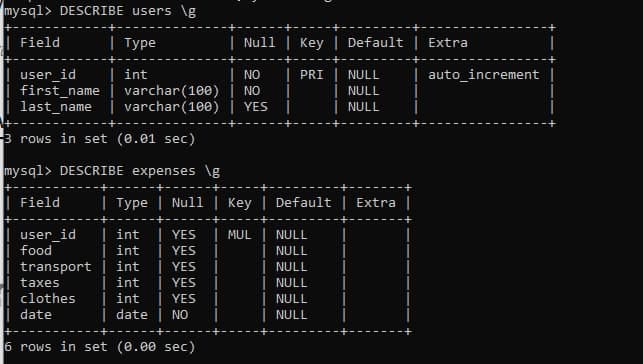 mysql> DESCRIBE users \g
+------------+--------------+------+-----+---------+----------------+
| Field      | Type         | Null | Key | Default | Extra          |
+------------+--------------+------+-----+---------+----------------+
| user_id    | int          | NO   | PRI | NULL    | auto_increment |
| first_name | varchar(100) | NO   |     | NULL    |                |
| last_name  | varchar(100) | YES  |     | NULL    |                |
+------------+--------------+------+-----+---------+----------------+
3 rows in set (0.01 sec)

mysql> DESCRIBE expenses \g
+-----------+------+------+-----+---------+-------+
| Field     | Type | Null | Key | Default | Extra |
+-----------+------+------+-----+---------+-------+
| user_id   | int  | YES  | MUL | NULL    |       |
| food      | int  | YES  |     | NULL    |       |
| transport | int  | YES  |     | NULL    |       |
| taxes     | int  | YES  |     | NULL    |       |
| clothes   | int  | YES  |     | NULL    |       |
| date      | date | NO   |     | NULL    |       |
+-----------+------+------+-----+---------+-------+
6 rows in set (0.00 sec)